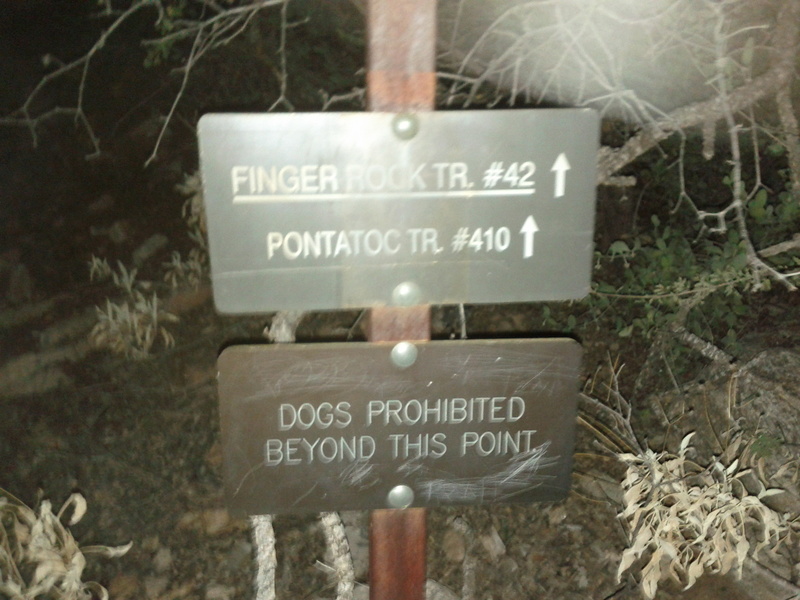 FINGER ROCK TR. #42 ↑
PONTATOC TR. #410 ↑
DOGS PROHIBITED
BEYOND THIS POINT.